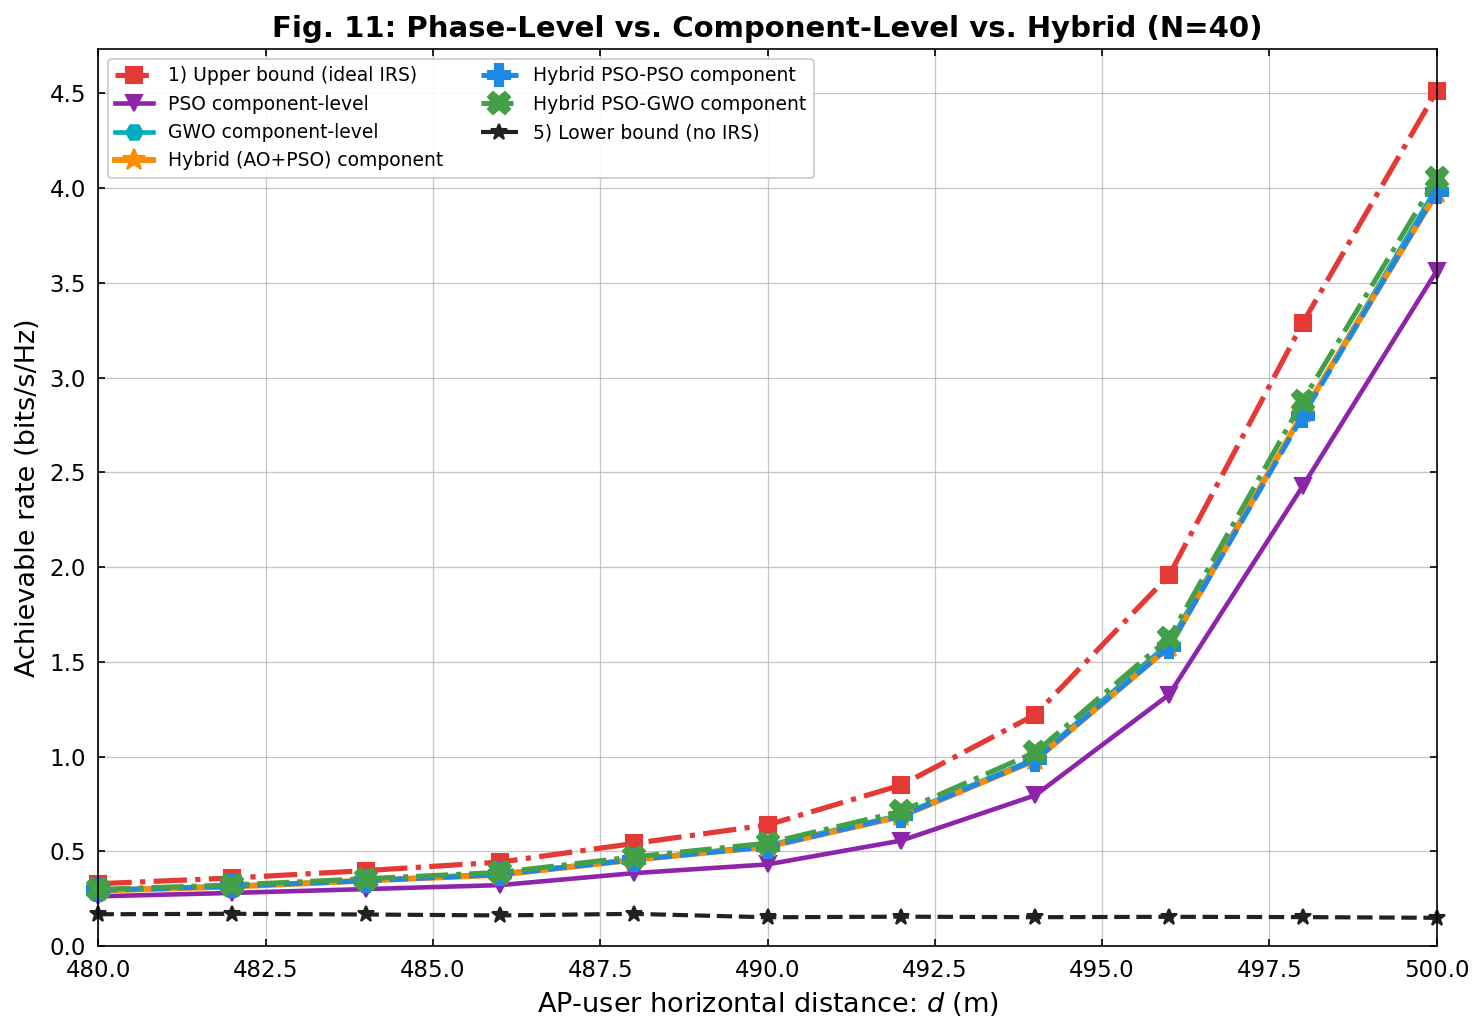 Fig. 11: Phase-Level vs. Component-Level vs. Hybrid (N=40)
1) Upper bound (ideal IRS)
PSO component-level
GWO component-level
Hybrid (AO+PSO) component
Hybrid PSO-PSO component
Hybrid PSO-GWO component
5) Lower bound (no IRS)
Achievable rate (bits/s/Hz)
4.5
4.0
3.5
3.0
2.5
2.0
1.5
1.0
0.5
0.0
480.0 482.5 485.0 487.5 490.0 492.5 495.0 497.5 500.0
AP-user horizontal distance: d (m)